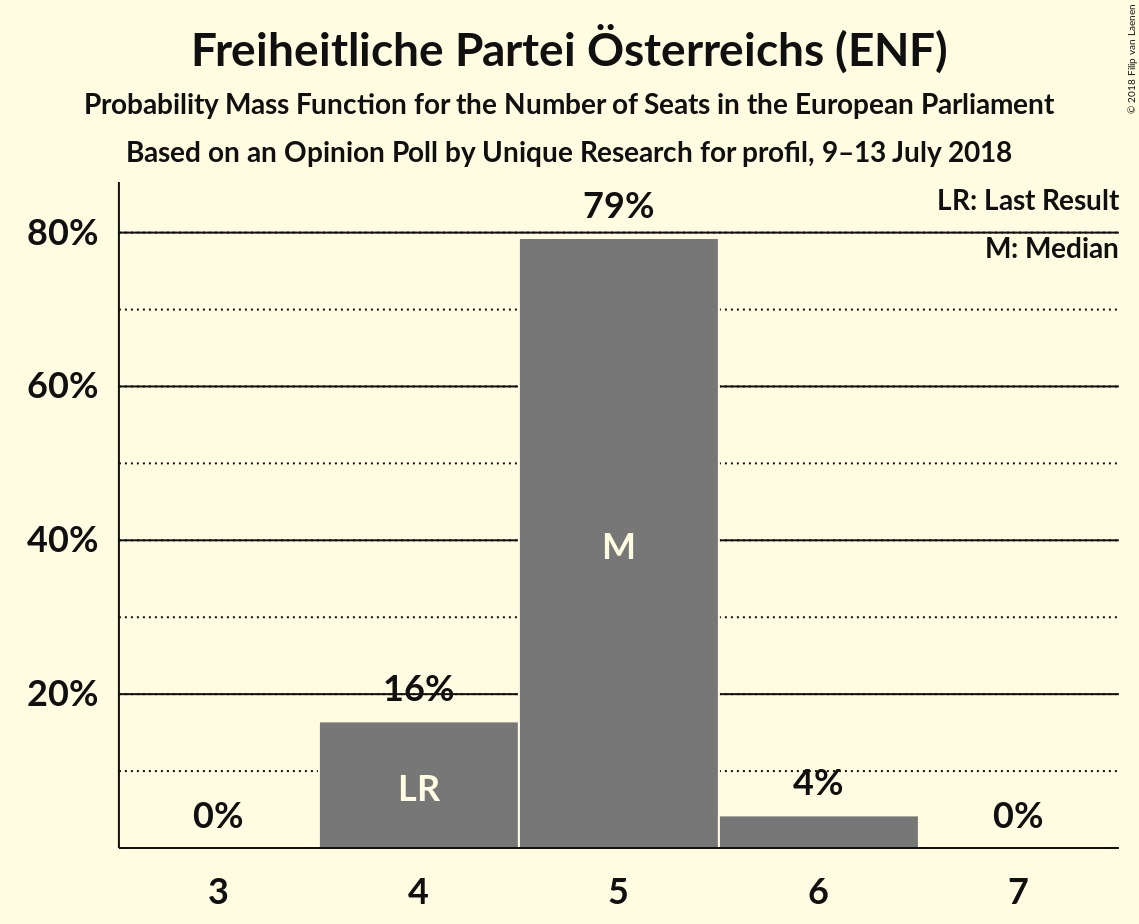 Freiheitliche Partei Österreichs (ENF)
Probability Mass Function for the Number of Seats in the European Parliament
Based on an Opinion Poll by Unique Research for profil, 9–13 July 2018
© 2018 Filip van Laenen
LR: Last Result
M: Median
80%
60%
40%
20%
0%
16%
79%
4%
0%
LR
M
3 4 5 6 7